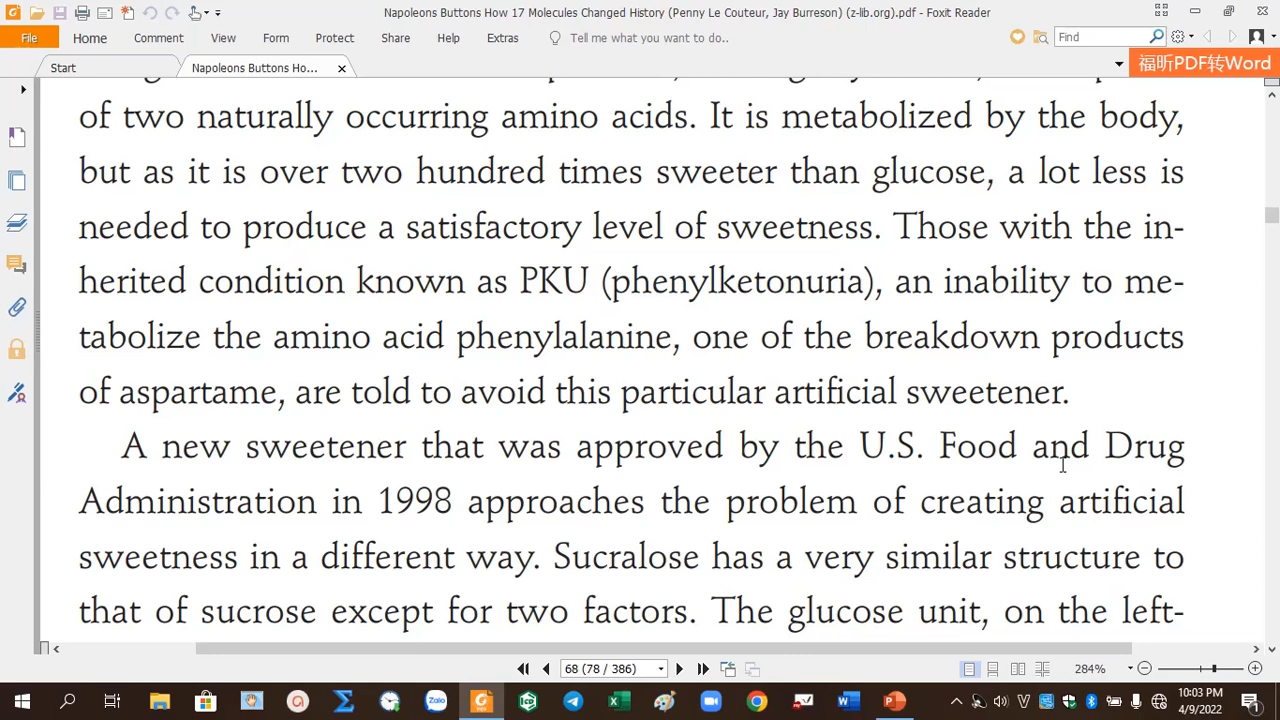 Napoleons Buttons How 17 Molecules Changed History (Penny Le Couteur, Jay Burreson) (z-lib.org).pdf - Foxit Reader
File Home Comment View Form Protect Share Help Extras Tell me what you want to do.. Find
Start Napoleons Buttons Ho... 福昕PDF转Word
of two naturally occurring amino acids. It is metabolized by the body,
but as it is over two hundred times sweeter than glucose, a lot less is
needed to produce a satisfactory level of sweetness. Those with the in-
herited condition known as PKU (phenylketonuria), an inability to me-
tabolize the amino acid phenylalanine, one of the breakdown products
of aspartame, are told to avoid this particular artificial sweetener.
A new sweetener that was approved by the U.S. Food and Drug
Administration in 1998 approaches the problem of creating artificial
sweetness in a different way. Sucralose has a very similar structure to
that of sucrose except for two factors. The glucose unit, on the left-
68 (78 / 386) 284%
Zalo
10:03 PM
4/9/2022